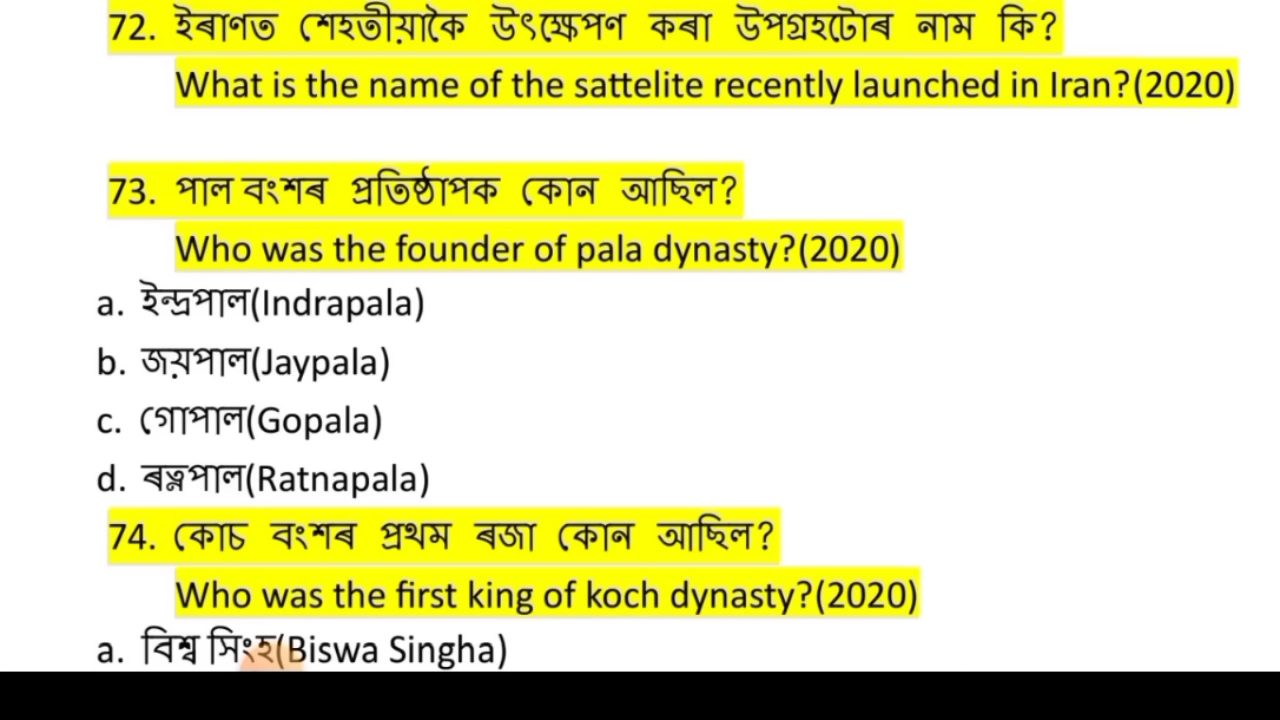 72. ইৰাণত শেহতীয়াকৈ উৎক্ষেপণ কৰা উপগ্ৰহটোৰ নাম কি?
What is the name of the sattelite recently launched in Iran?(2020)
73. পাল বংশৰ প্ৰতিষ্ঠাপক কোন আছিল?
Who was the founder of pala dynasty?(2020)
a. ইন্দ্ৰপাল(Indrapala)
b. জয়পাল(Jaypala)
c. গোপাল(Gopala)
d. ৰত্নপাল(Ratnapala)
74. কোচ বংশৰ প্ৰথম ৰজা কোন আছিল?
Who was the first king of koch dynasty?(2020)
a. বিশ্ব সিংহ(Biswa Singha)